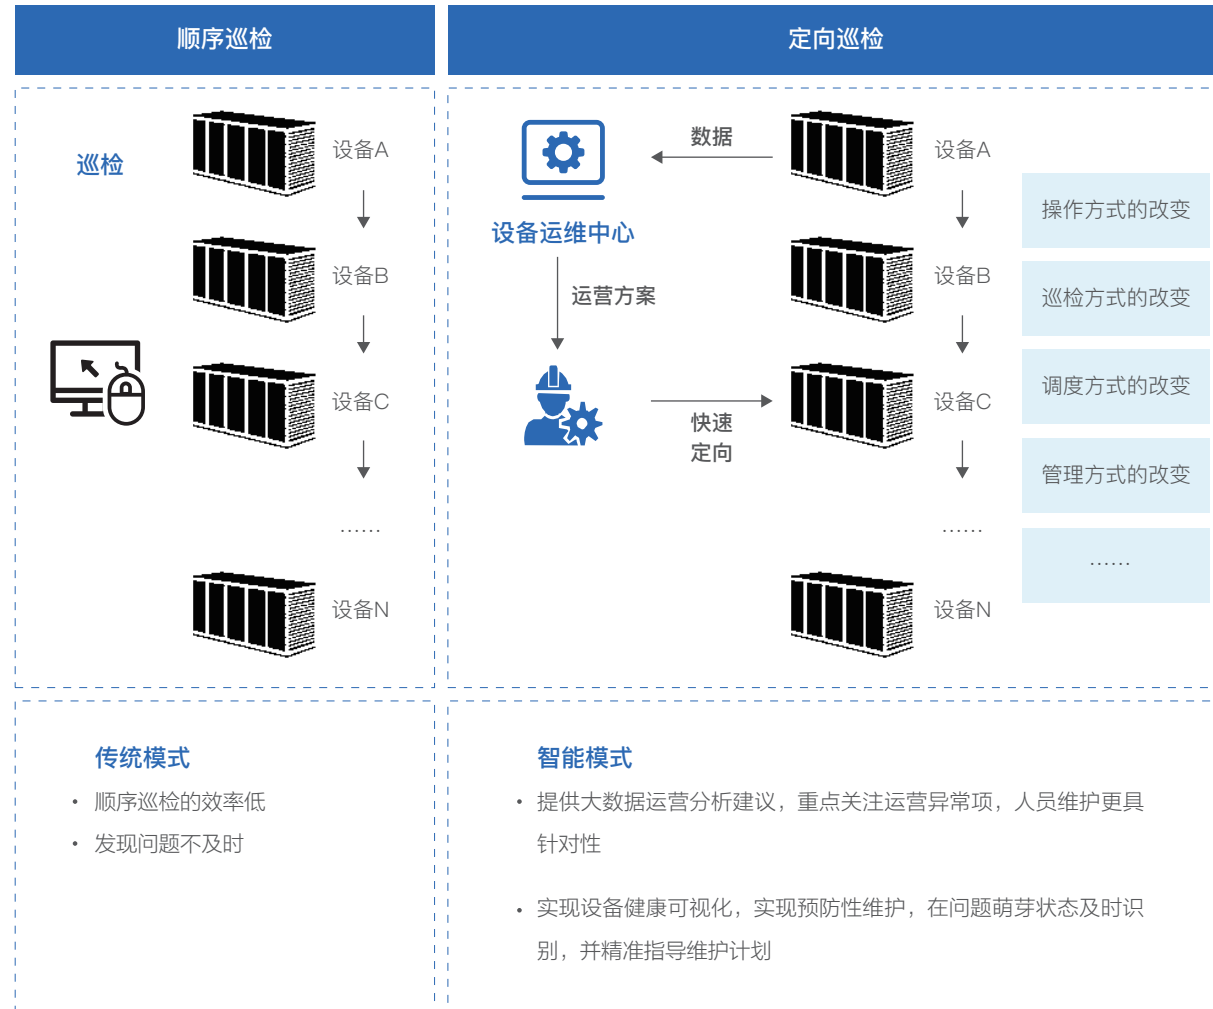 顺序巡检
定向巡检
巡检
设备A
设备B
设备C
……
设备N
数据
设备运维中心
运营方案
快速
定向
设备A
设备B
设备C
……
设备N
操作方式的改变
巡检方式的改变
调度方式的改变
管理方式的改变
……
传统模式
• 顺序巡检的效率低
• 发现问题不及时
智能模式
• 提供大数据运营分析建议，重点关注运营异常项，人员维护更具
针对性
• 实现设备健康可视化，实现预防性维护，在问题萌芽状态及时识
别，并精准指导维护计划